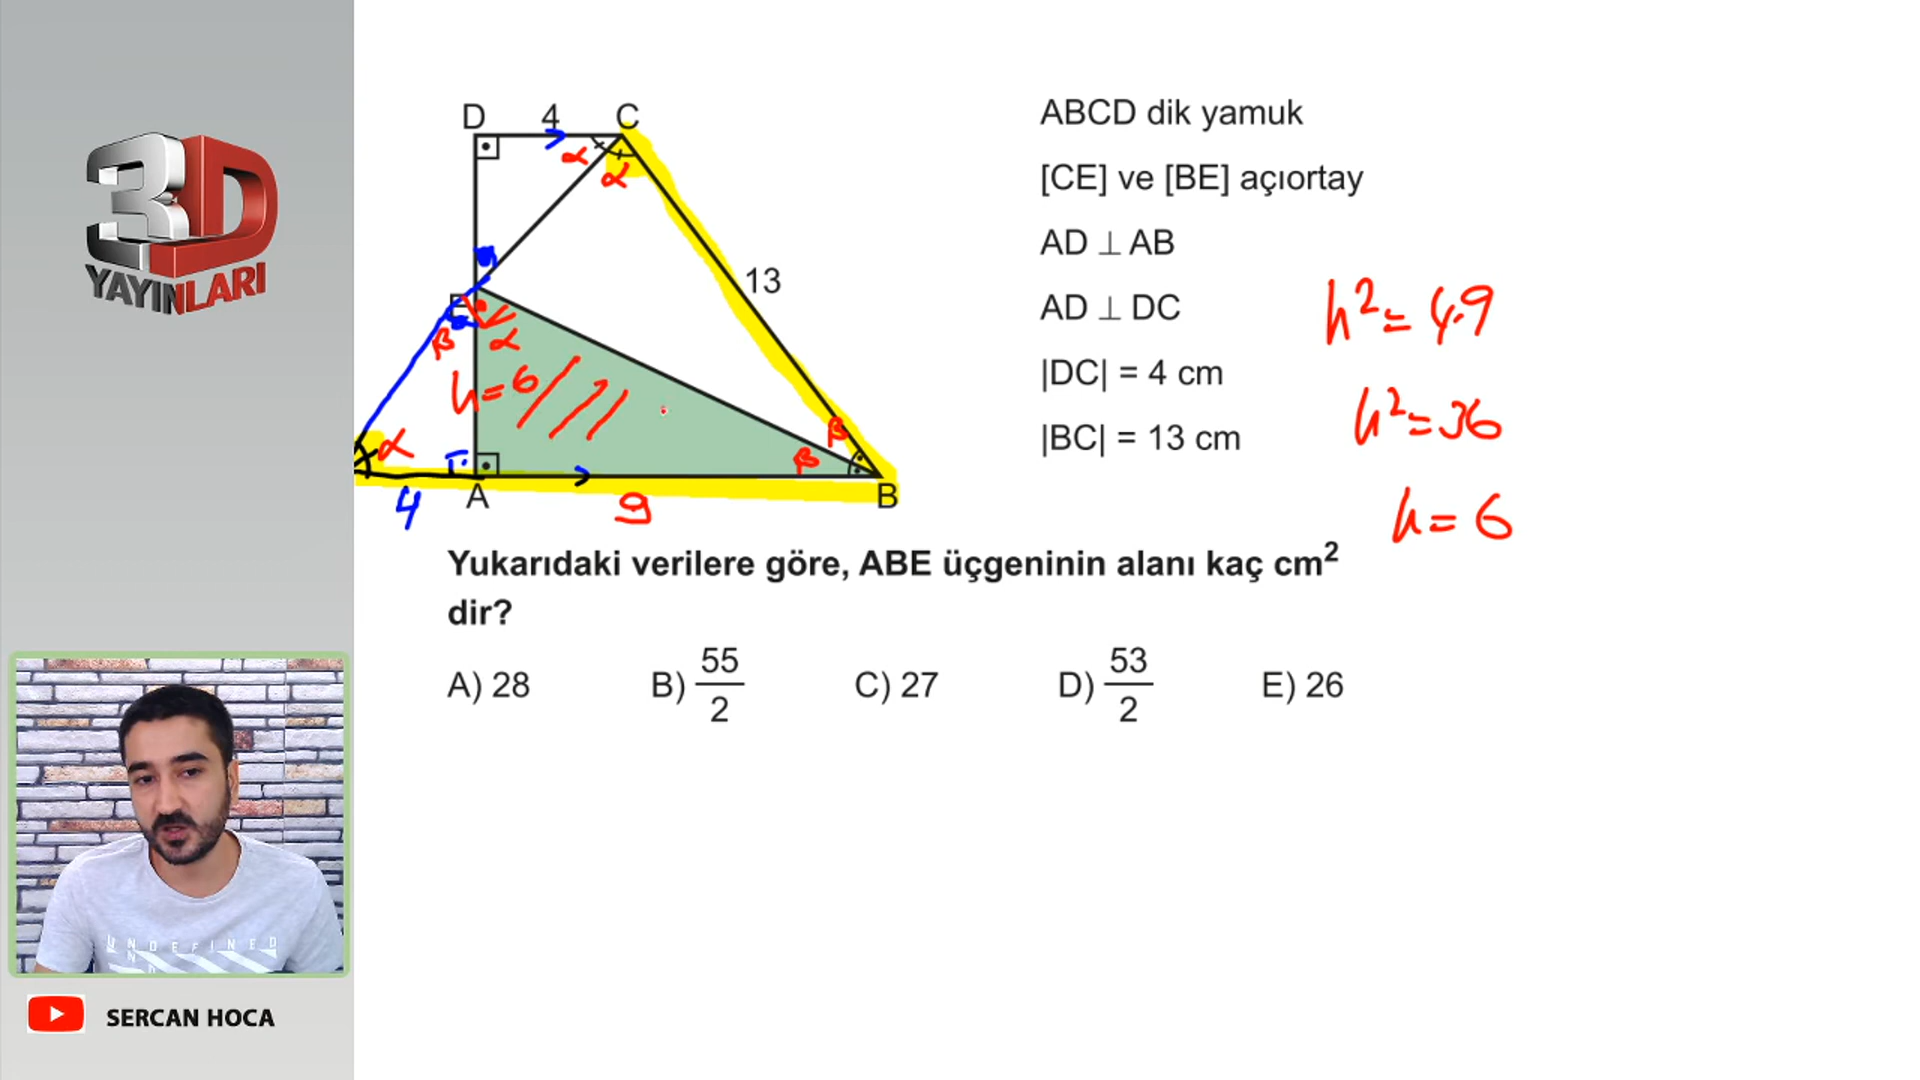 3D
YAYINLARI
D 4 C
α
α
13
E
β
α
h=6
β
β
α
4 A 9 B
ABCD dik yamuk
[CE] ve [BE] açıortay
AD ⊥ AB
AD ⊥ DC
|DC| = 4 cm
|BC| = 13 cm
h²=4.9
h²=36
h=6
Yukarıdaki verilere göre, ABE üçgeninin alanı kaç cm²
dir?
A) 28 B) 55/2 C) 27 D) 53/2 E) 26
UNDEFINED
SERCAN HOCA